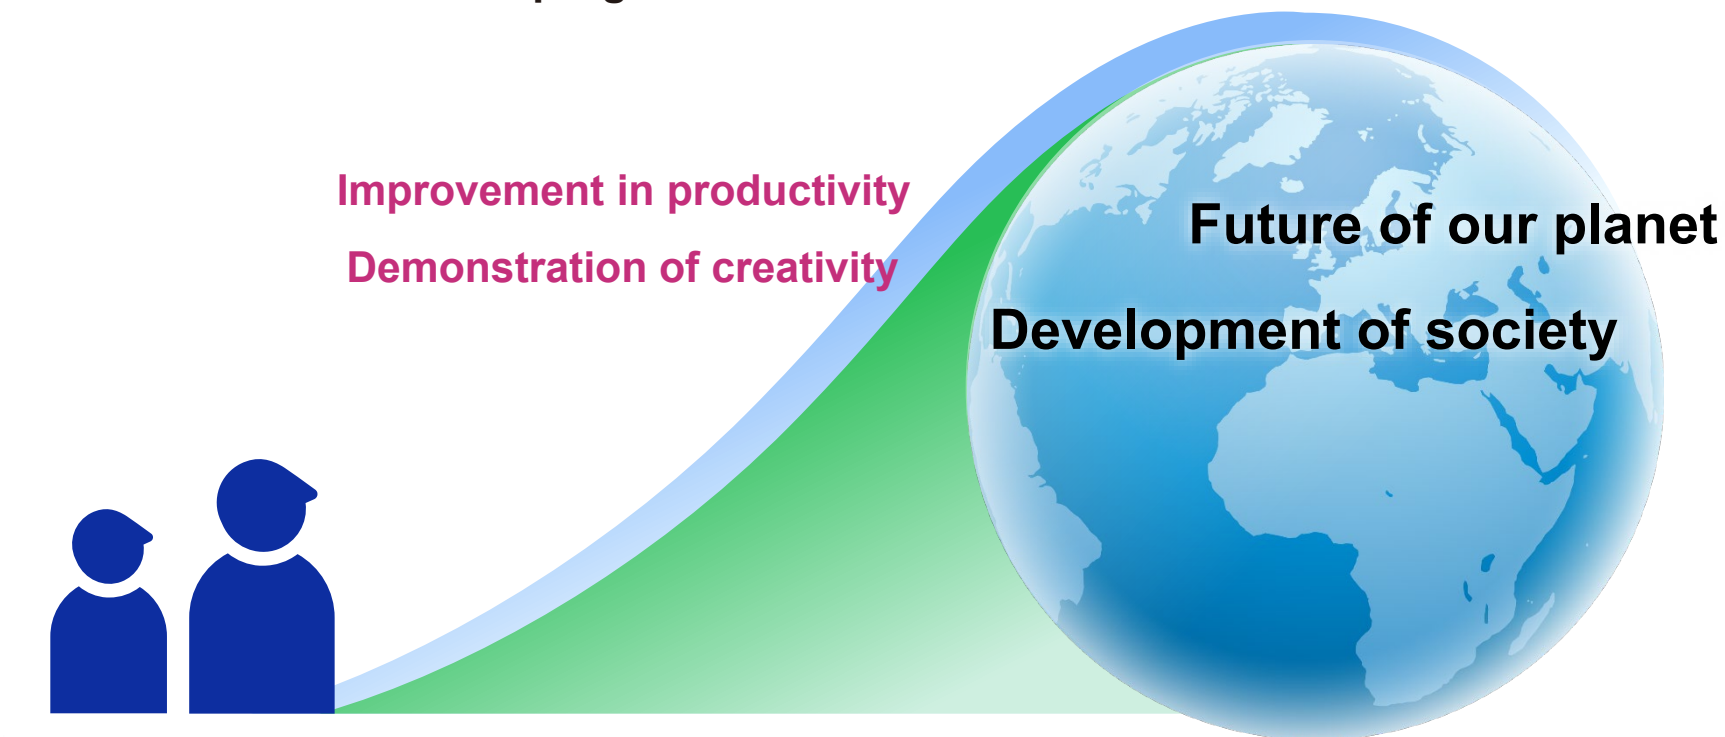 Improvement in productivity
Demonstration of creativity
Future of our planet
Development of society